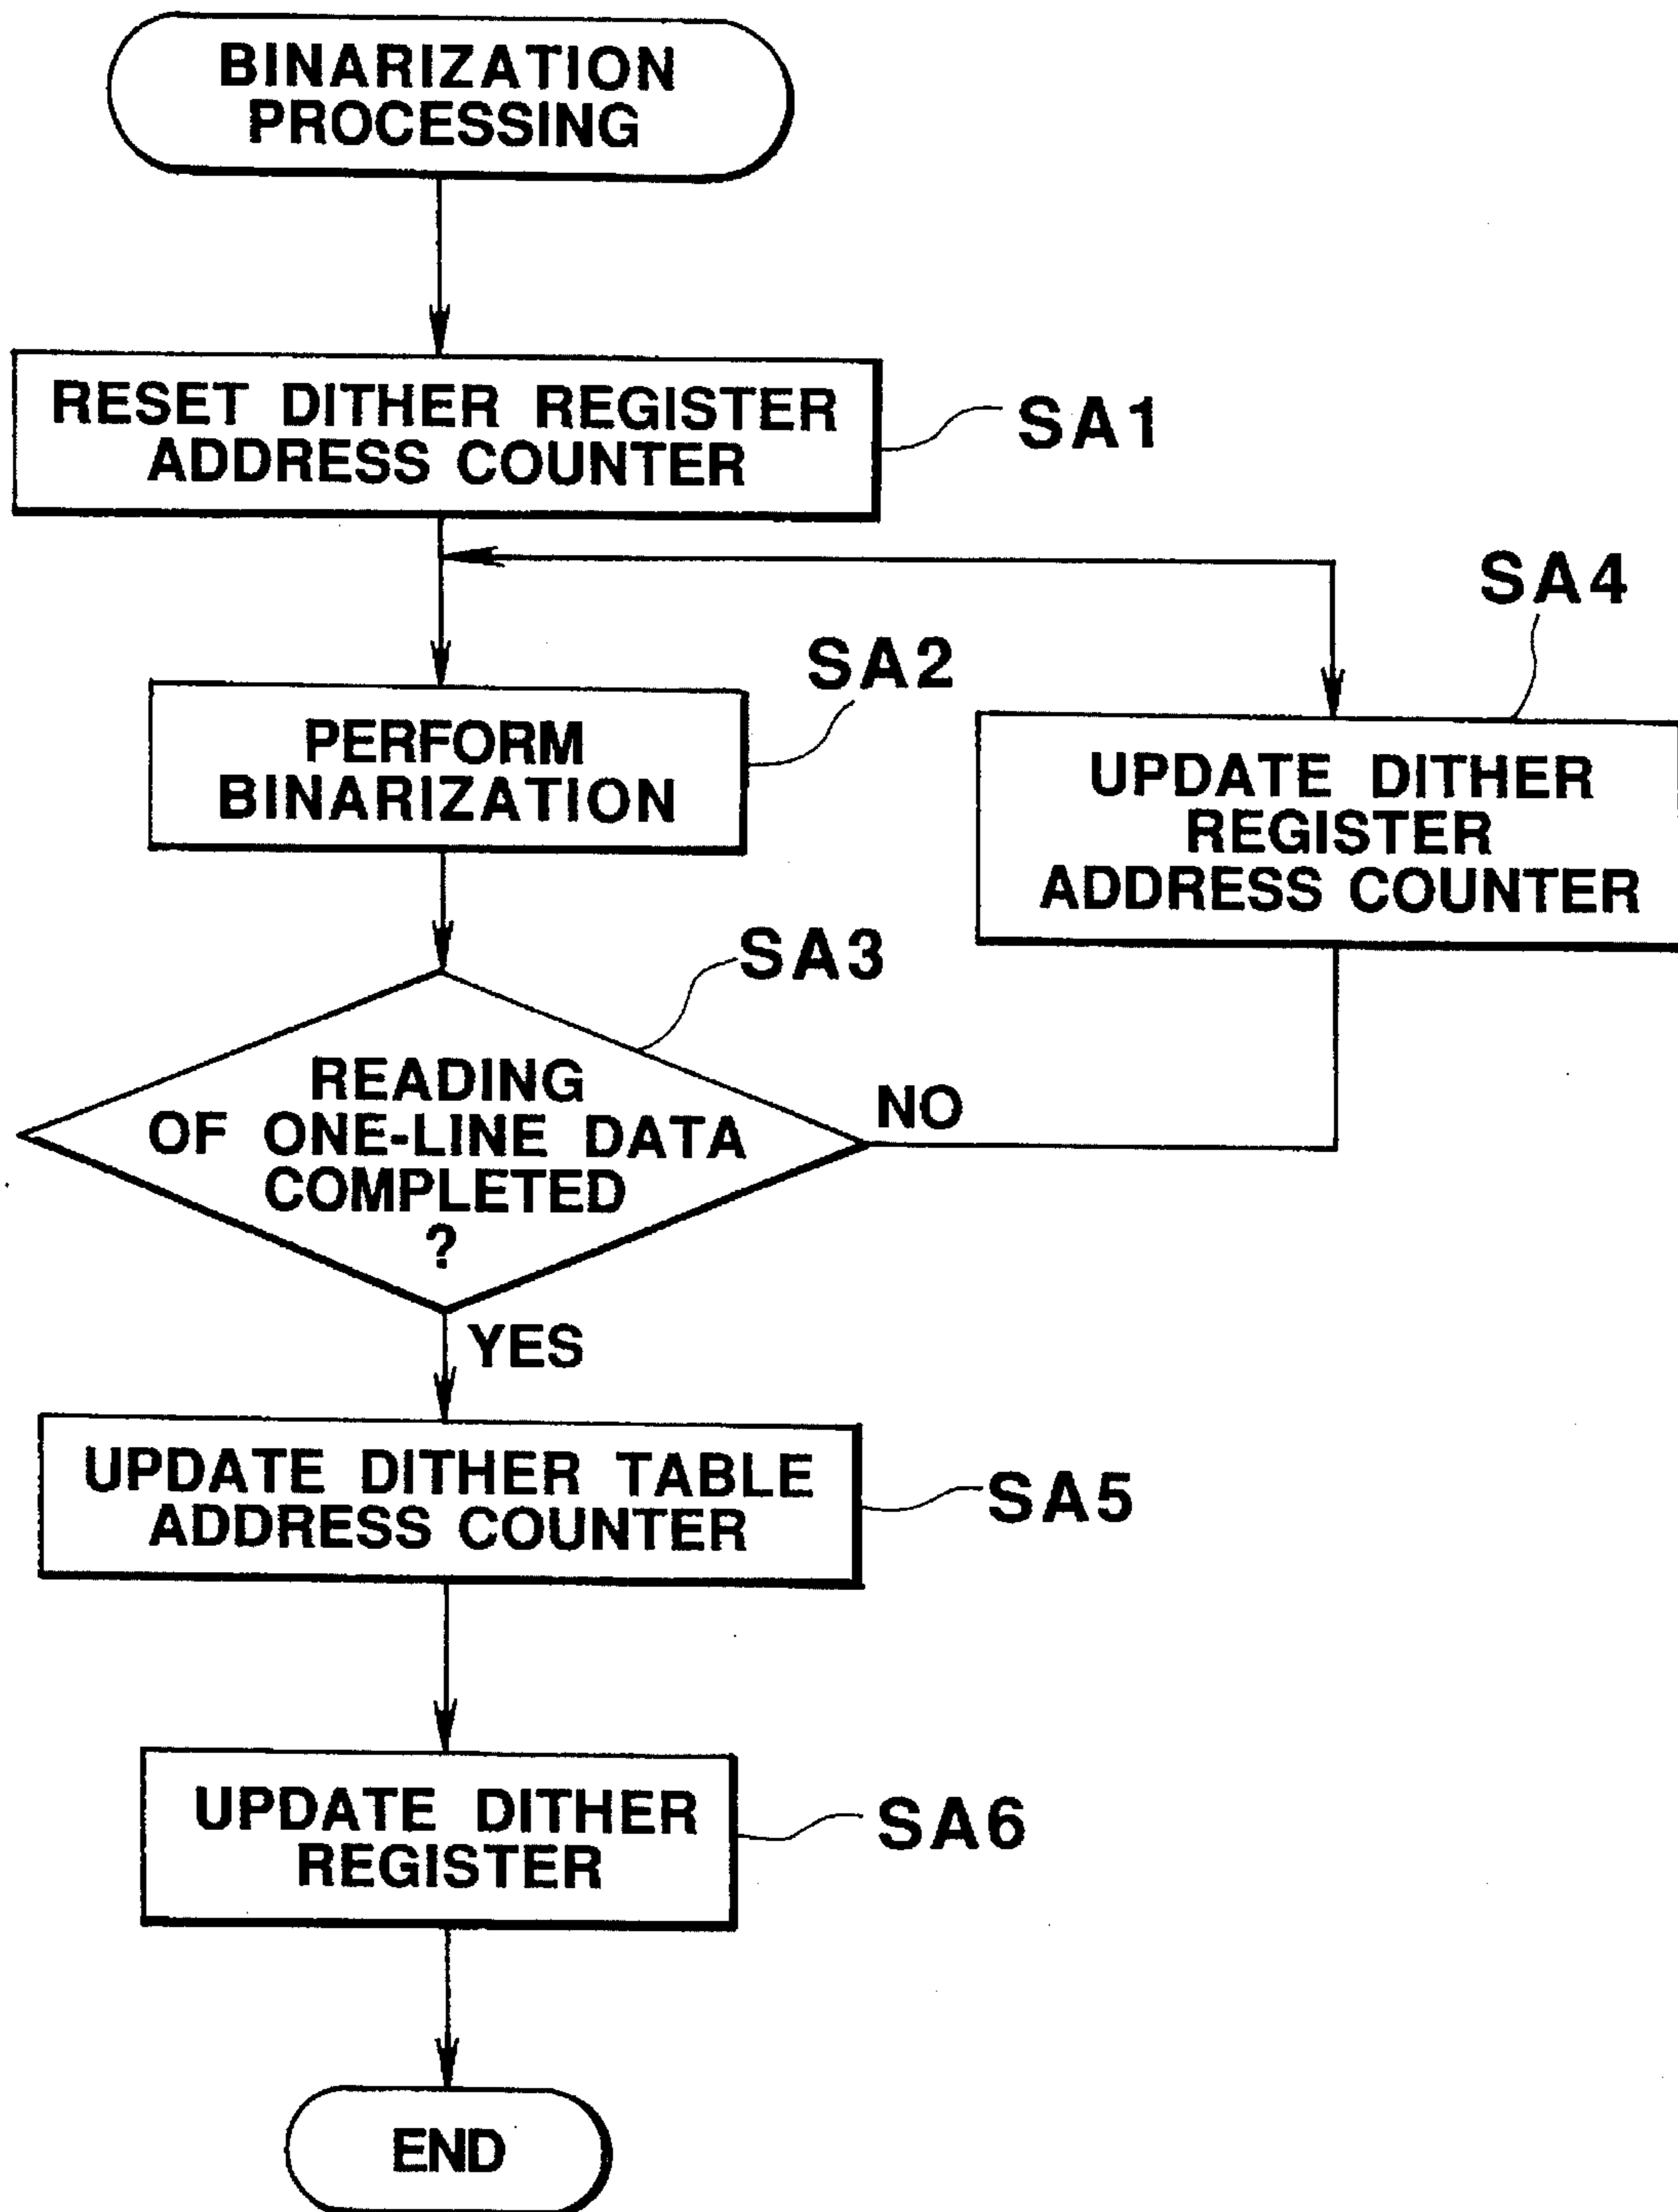 BINARIZATION
PROCESSING
RESET DITHER REGISTER
ADDRESS COUNTER
SA1
SA4
SA2
PERFORM
BINARIZATION
UPDATE DITHER
REGISTER
ADDRESS COUNTER
SA3
READING
OF ONE-LINE DATA
COMPLETED
?
NO
YES
UPDATE DITHER TABLE
ADDRESS COUNTER
SA5
UPDATE DITHER
REGISTER
SA6
END